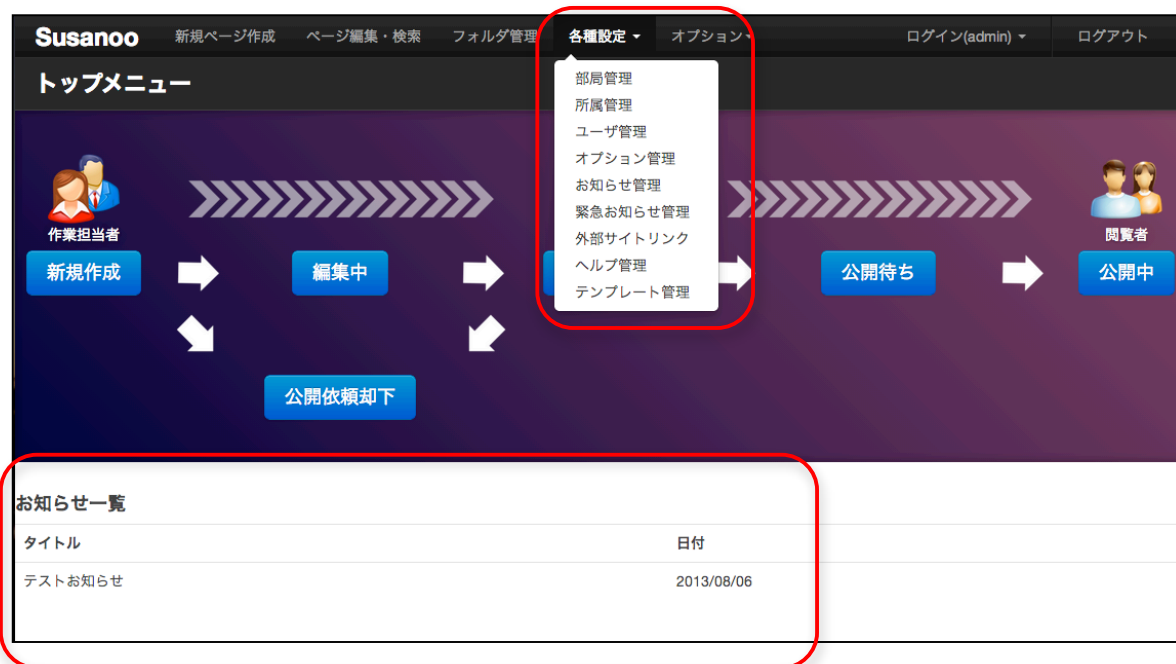 Susanoo 新規ページ作成 ページ編集・検索 フォルダ管理 各種設定 オプション ログイン(admin) ログアウト
トップメニュー
部局管理
所属管理
ユーザ管理
オプション管理
お知らせ管理
緊急お知らせ管理
外部サイトリンク
ヘルプ管理
テンプレート管理
作業担当者
閲覧者
新規作成 編集中 公開待ち 公開中
公開依頼却下
お知らせ一覧
タイトル 日付
テストお知らせ 2013/08/06